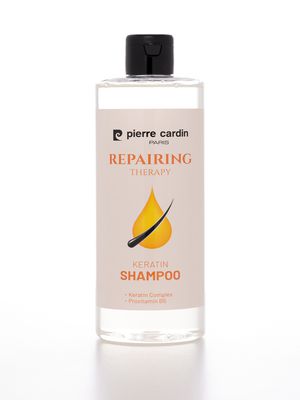 pierre cardin
PARIS
REPAIRING
THERAPY
KERATIN
SHAMPOO
• Keratin Complex
• Provitamin B5